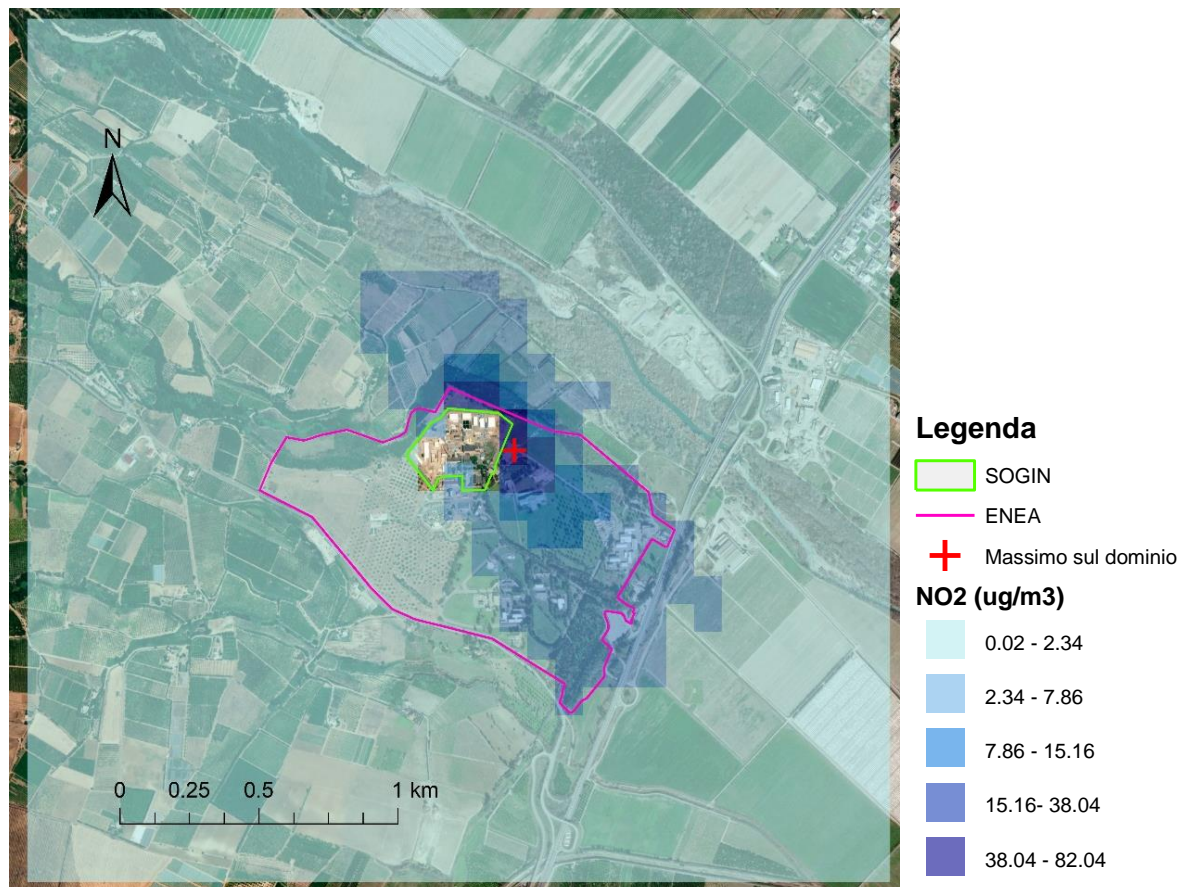 N
0 0.25 0.5 1 km
Legenda
SOGIN
ENEA
Massimo sul dominio
NO2 (ug/m3)
0.02 - 2.34
2.34 - 7.86
7.86 - 15.16
15.16- 38.04
38.04 - 82.04